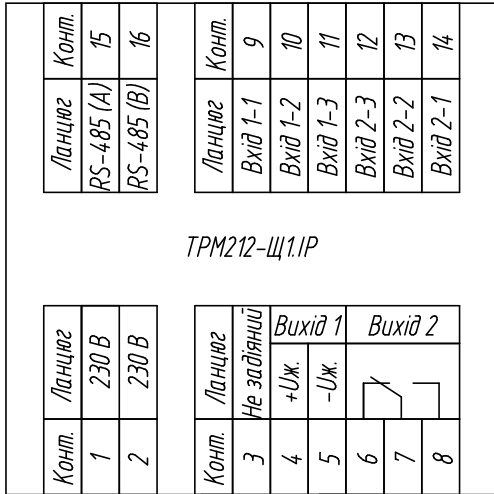 Конт. 15 16
Ланцюг RS-485 (A) RS-485 (B)
Конт. 9 10 11 12 13 14
Ланцюг Вхід 1-1 Вхід 1-2 Вхід 1-3 Вхід 2-3 Вхід 2-2 Вхід 2-1
ТРМ212-Щ1.ІР
Ланцюг 230 В 230 В
Конт. 1 2
Ланцюг Не задіяний Вихід 1 Вихід 2
+Uж. -Uж.
Конт. 3 4 5 6 7 8